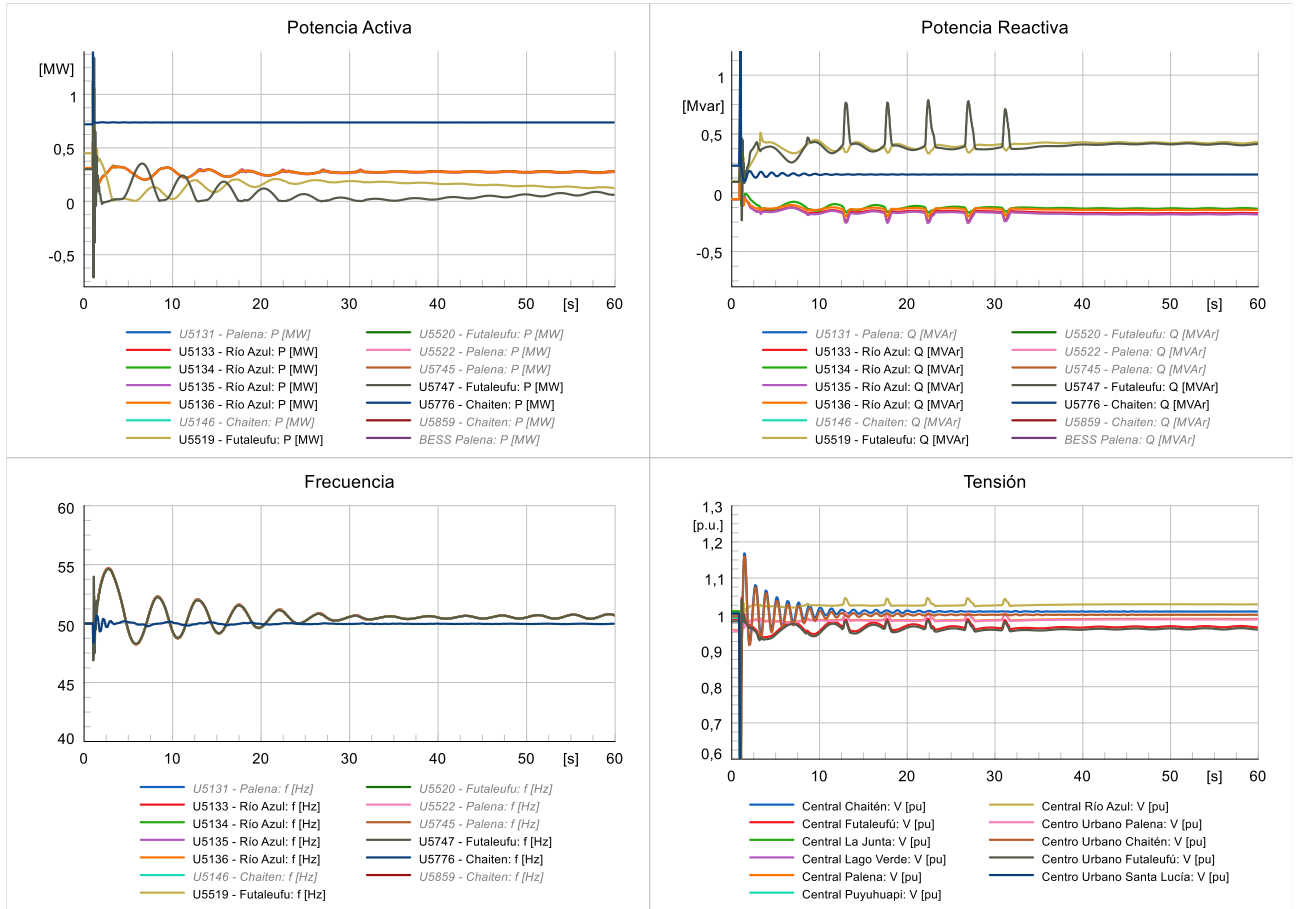 Potencia Activa
[MW]
1
0,5
0
-0,5
0 10 20 30 40 [s] 60
U5131 - Palena: P [MW] U5520 - Futaleufu: P [MW]
U5133 - Río Azul: P [MW] U5522 - Palena: P [MW]
U5134 - Río Azul: P [MW] U5745 - Palena: P [MW]
U5135 - Río Azul: P [MW] U5747 - Futaleufu: P [MW]
U5136 - Río Azul: P [MW] U5776 - Chaiten: P [MW]
U5146 - Chaiten: P [MW] U5859 - Chaiten: P [MW]
U5519 - Futaleufu: P [MW] BESS Palena: P [MW]
Potencia Reactiva
1
[Mvar]
0,5
0
-0,5
0 10 20 30 40 [s] 60
U5131 - Palena: Q [MVAr] U5520 - Futaleufu: Q [MVAr]
U5133 - Río Azul: Q [MVAr] U5522 - Palena: Q [MVAr]
U5134 - Río Azul: Q [MVAr] U5745 - Palena: Q [MVAr]
U5135 - Río Azul: Q [MVAr] U5747 - Futaleufu: Q [MVAr]
U5136 - Río Azul: Q [MVAr] U5776 - Chaiten: Q [MVAr]
U5146 - Chaiten: Q [MVAr] U5859 - Chaiten: Q [MVAr]
U5519 - Futaleufu: Q [MVAr] BESS Palena: Q [MVAr]
Frecuencia
60
55
50
45
40
0 10 20 30 40 [s] 60
U5131 - Palena: f [Hz] U5520 - Futaleufu: f [Hz]
U5133 - Río Azul: f [Hz] U5522 - Palena: f [Hz]
U5134 - Río Azul: f [Hz] U5745 - Palena: f [Hz]
U5135 - Río Azul: f [Hz] U5747 - Futaleufu: f [Hz]
U5136 - Río Azul: f [Hz] U5776 - Chaiten: f [Hz]
U5146 - Chaiten: f [Hz] U5859 - Chaiten: f [Hz]
U5519 - Futaleufu: f [Hz]
Tensión
1,3
[p.u.]
1,2
1,1
1
0,9
0,8
0,7
0,6
0 10 20 30 40 [s] 60
Central Chaitén: V [pu] Central Río Azul: V [pu]
Central Futaleufú: V [pu] Centro Urbano Palena: V [pu]
Central La Junta: V [pu] Centro Urbano Chaitén: V [pu]
Central Lago Verde: V [pu] Centro Urbano Futaleufú: V [pu]
Central Palena: V [pu] Centro Urbano Santa Lucía: V [pu]
Central Puyuhuapi: V [pu]